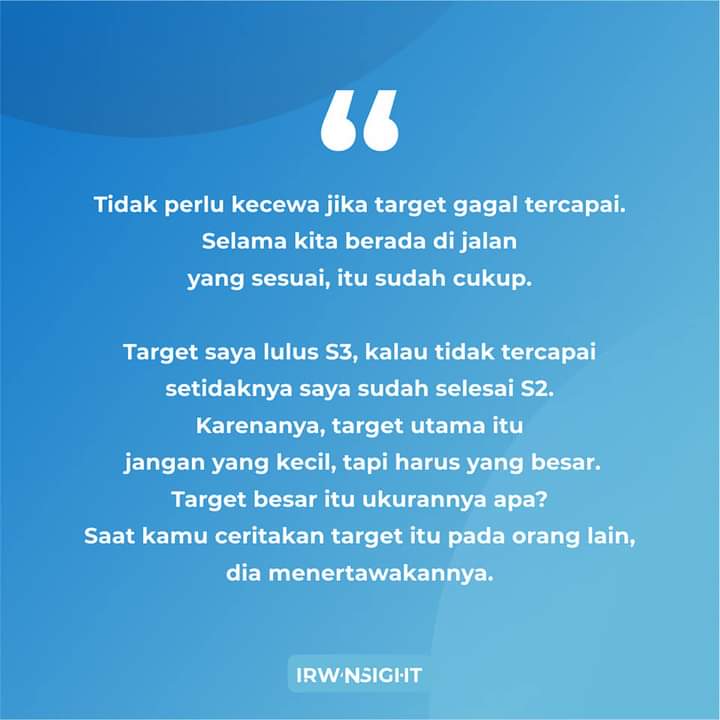 Tidak perlu kecewa jika target gagal tercapai.
Selama kita berada di jalan
yang sesuai, itu sudah cukup.
Target saya lulus S3, kalau tidak tercapai
setidaknya saya sudah selesai S2.
Karenanya, target utama itu
jangan yang kecil, tapi harus yang besar.
Target besar itu ukurannya apa?
Saat kamu ceritakan target itu pada orang lain,
dia menertawakannya.
IRWNSIGHT